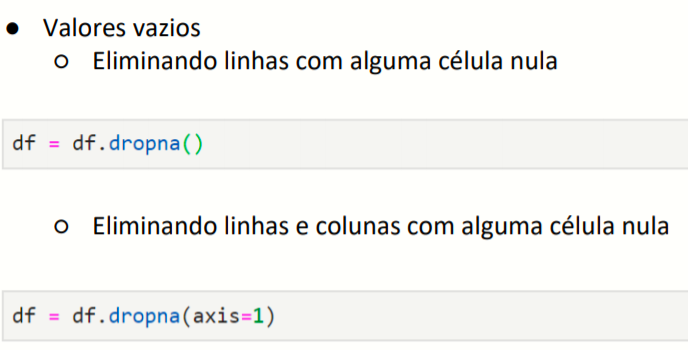 ● Valores vazios
○ Eliminando linhas com alguma célula nula
df = df.dropna()
○ Eliminando linhas e colunas com alguma célula nula
df = df.dropna(axis=1)